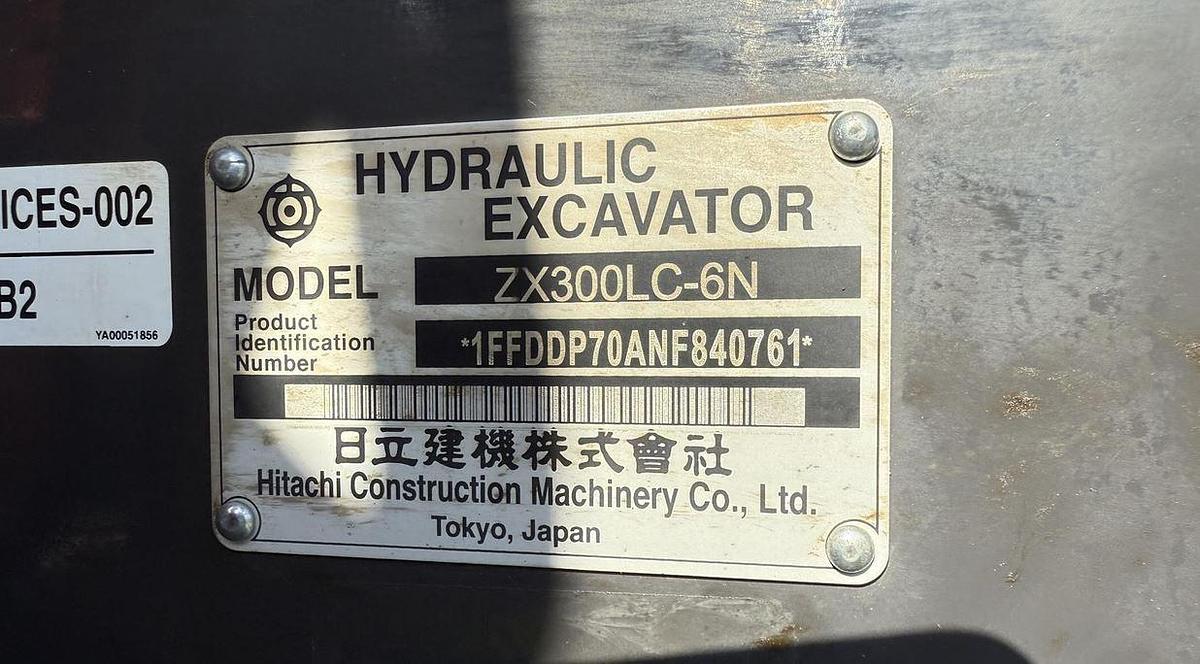 ICES-002
B2
YA00051856
HYDRAULIC
EXCAVATOR
MODEL ZX300LC-6N
Product
Identification
Number
*1FFDDP70ANF840761*
日立建機株式會社
Hitachi Construction Machinery Co., Ltd.
Tokyo, Japan